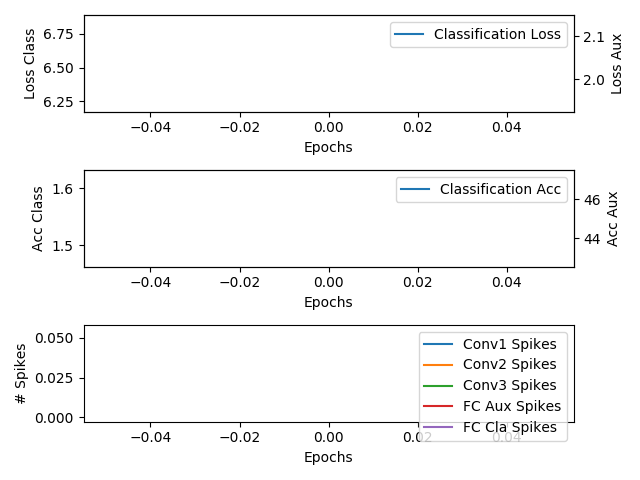 6.75
6.50
6.25
Loss Class
Classification Loss
2.1
2.0
Loss Aux
−0.04 −0.02 0.00 0.02 0.04
Epochs
1.6
1.5
Acc Class
Classification Acc
46
44
Acc Aux
−0.04 −0.02 0.00 0.02 0.04
Epochs
0.050
0.025
0.000
# Spikes
Conv1 Spikes
Conv2 Spikes
Conv3 Spikes
FC Aux Spikes
FC Cla Spikes
−0.04 −0.02 0.00 0.02 0.04
Epochs